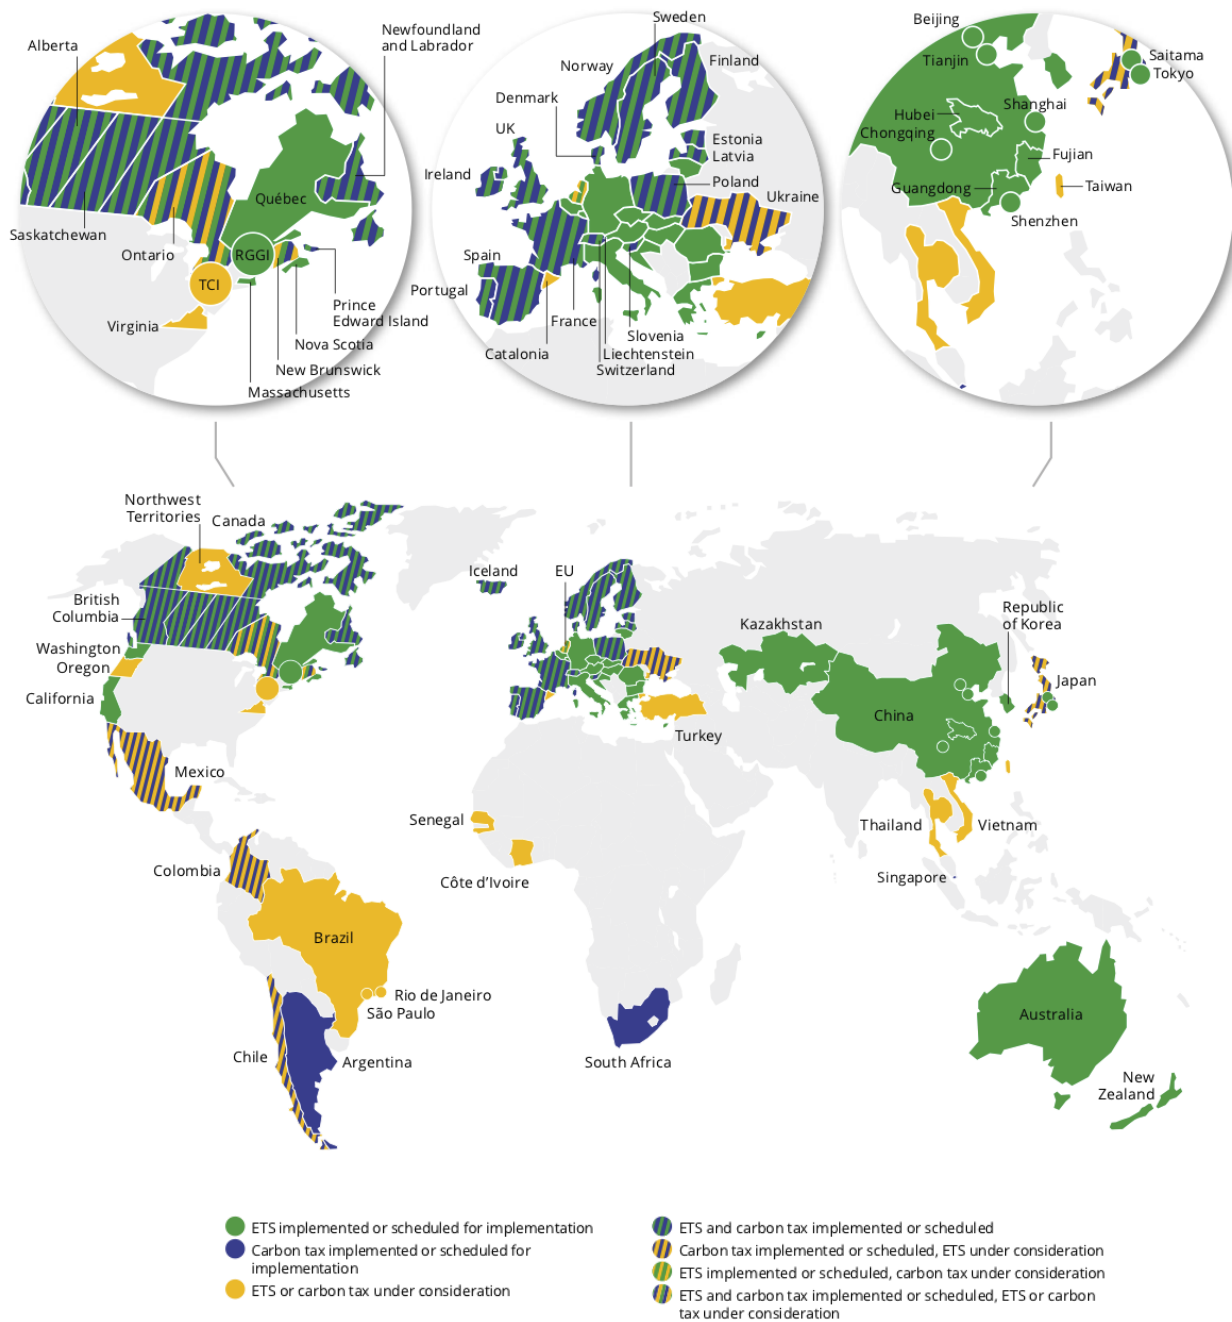 Alberta
Newfoundland
and Labrador
Québec
Saskatchewan
Ontario
RGGI
TCI
Virginia
Prince
Edward Island
Nova Scotia
New Brunswick
Massachusetts
Sweden
Norway
Finland
Denmark
UK
Estonia
Latvia
Ireland
Poland
Ukraine
Spain
Portugal
France
Slovenia
Catalonia
Liechtenstein
Switzerland
Beijing
Tianjin
Saitama
Tokyo
Shanghai
Hubei
Chongqing
Fujian
Guangdong
Taiwan
Shenzhen
Northwest
Territories
Canada
British
Columbia
Washington
Oregon
California
Mexico
Iceland
EU
Kazakhstan
Republic
of Korea
Japan
China
Turkey
Senegal
Côte d’Ivoire
Thailand
Vietnam
Singapore
Colombia
Brazil
Rio de Janeiro
São Paulo
Chile
Argentina
South Africa
Australia
New
Zealand
ETS implemented or scheduled for implementation
Carbon tax implemented or scheduled for
implementation
ETS or carbon tax under consideration
ETS and carbon tax implemented or scheduled
Carbon tax implemented or scheduled, ETS under consideration
ETS implemented or scheduled, carbon tax under consideration
ETS and carbon tax implemented or scheduled, ETS or carbon
tax under consideration